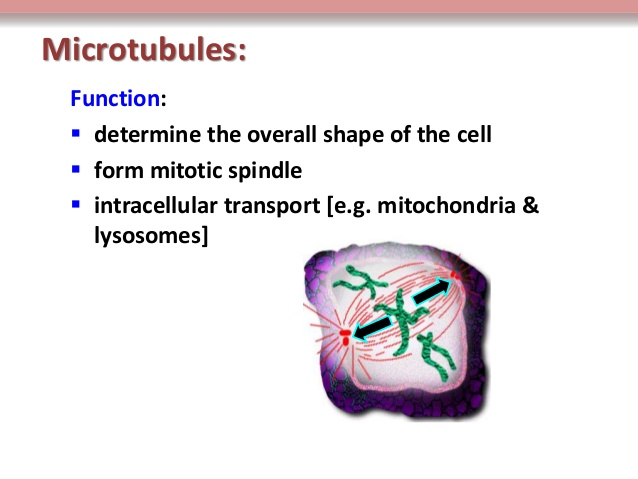 Microtubules:
Function:
▪ determine the overall shape of the cell
▪ form mitotic spindle
▪ intracellular transport [e.g. mitochondria &
lysosomes]